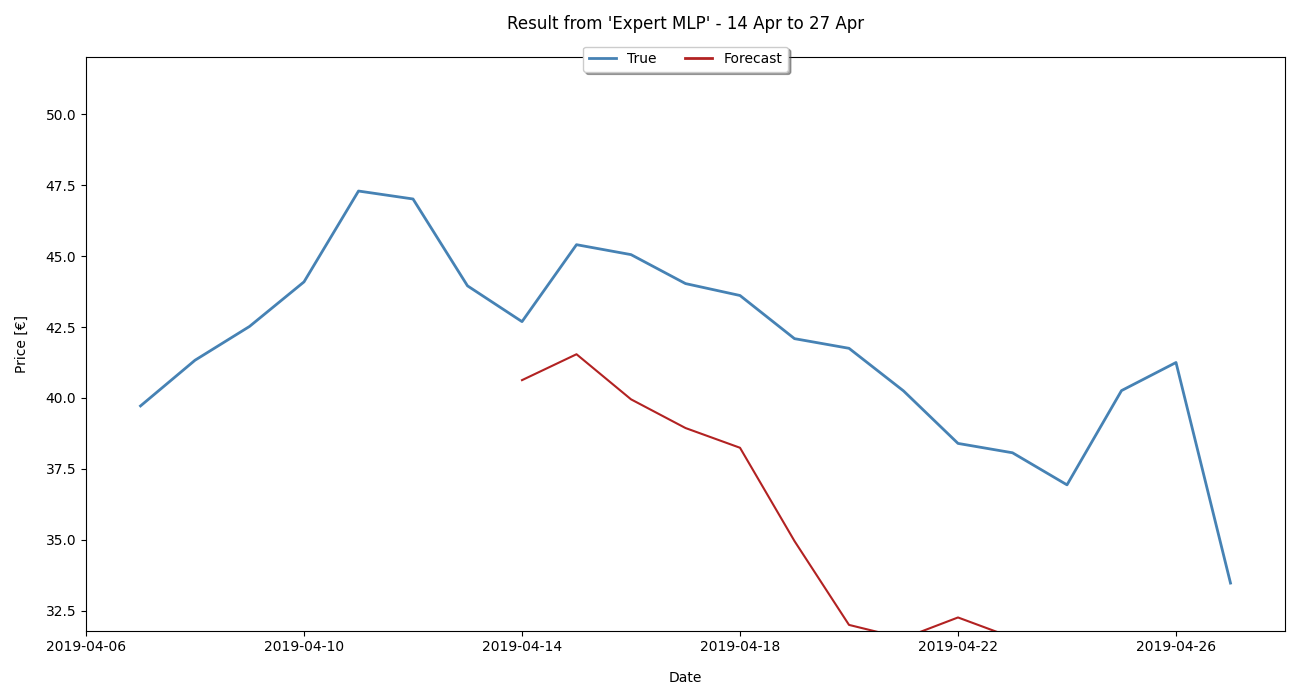 Result from 'Expert MLP' - 14 Apr to 27 Apr
True Forecast
50.0
47.5
45.0
42.5
40.0
37.5
35.0
32.5
Price [€]
2019-04-06 2019-04-10 2019-04-14 2019-04-18 2019-04-22 2019-04-26
Date